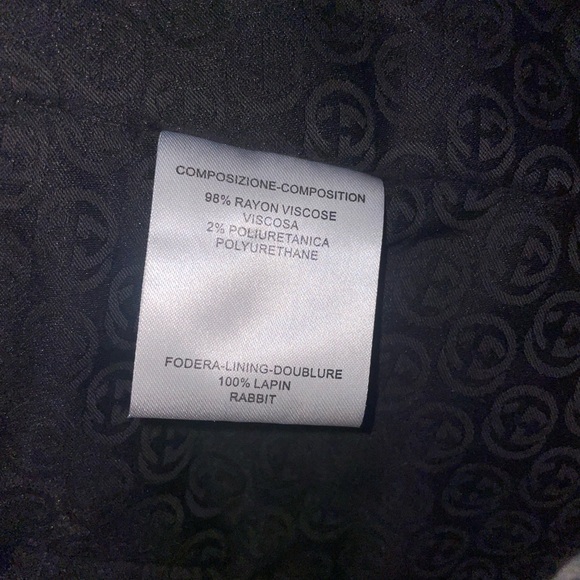 COMPOSIZIONE-COMPOSITION
98% RAYON VISCOSE
VISCOSA
2% POLIURETANICA
POLYURETHANE
FODERA-LINING-DOUBLURE
100% LAPIN
RABBIT